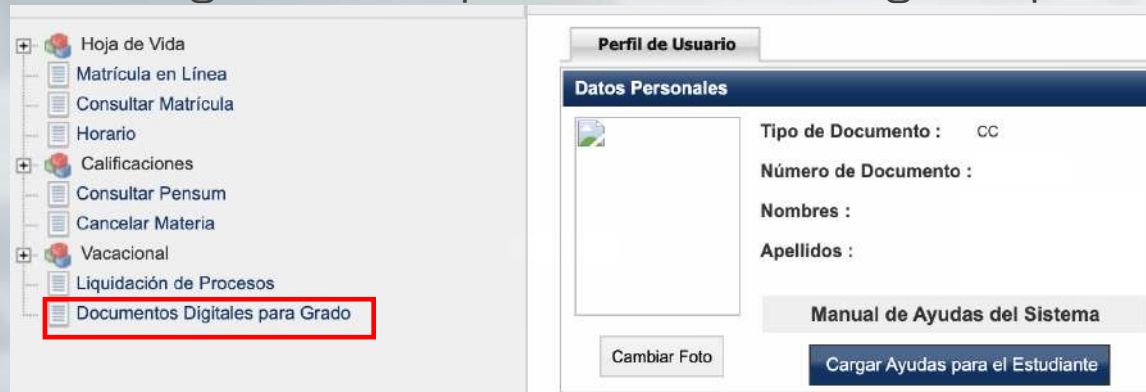 Hoja de Vida
Matrícula en Línea
Consultar Matrícula
Horario
Calificaciones
Consultar Pensum
Cancelar Materia
Vacacional
Liquidación de Procesos
Documentos Digitales para Grado
Perfil de Usuario
Datos Personales
Tipo de Documento : CC
Número de Documento :
Nombres :
Apellidos :
Manual de Ayudas del Sistema
Cambiar Foto
Cargar Ayudas para el Estudiante